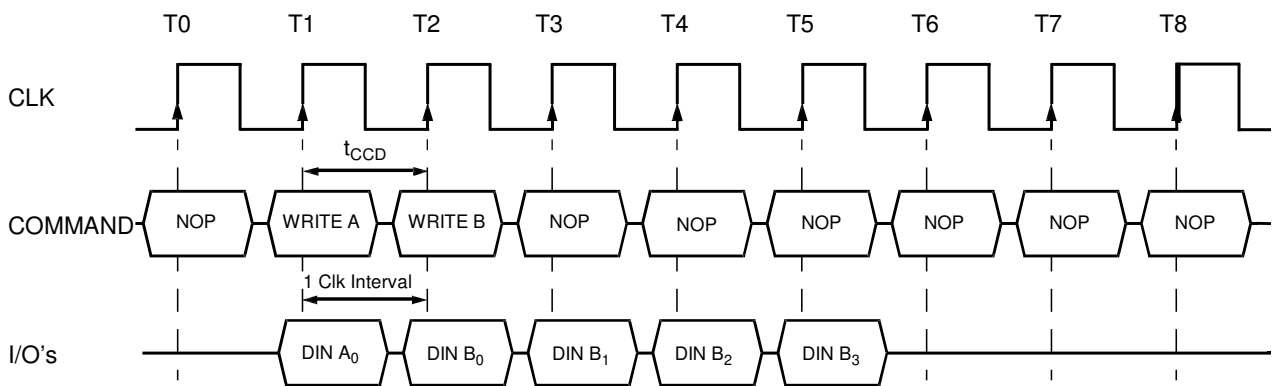 T0 T1 T2 T3 T4 T5 T6 T7 T8
CLK
tCCD
COMMAND NOP WRITE A WRITE B NOP NOP NOP NOP NOP NOP
1 Clk Interval
I/O's DIN A0 DIN B0 DIN B1 DIN B2 DIN B3